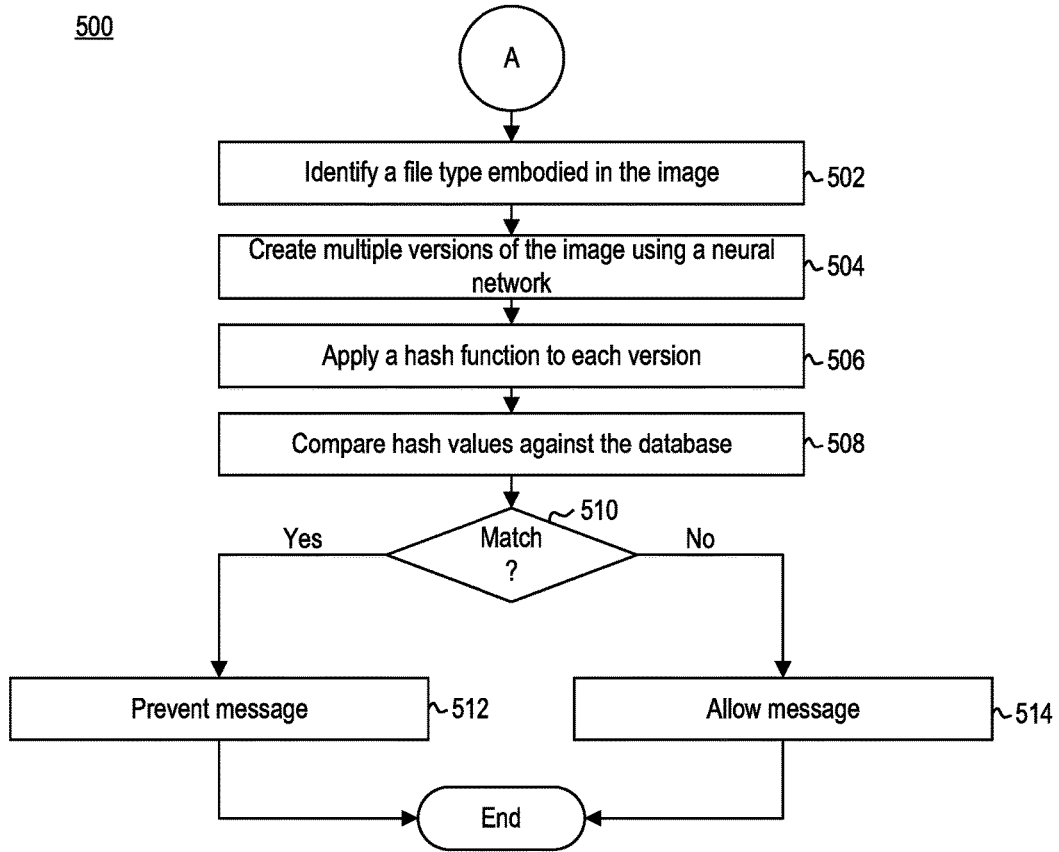 500
A
Identify a file type embodied in the image
502
Create multiple versions of the image using a neural
network
504
Apply a hash function to each version
506
Compare hash values against the database
508
510
Yes
Match
?
No
Prevent message
512
Allow message
514
End